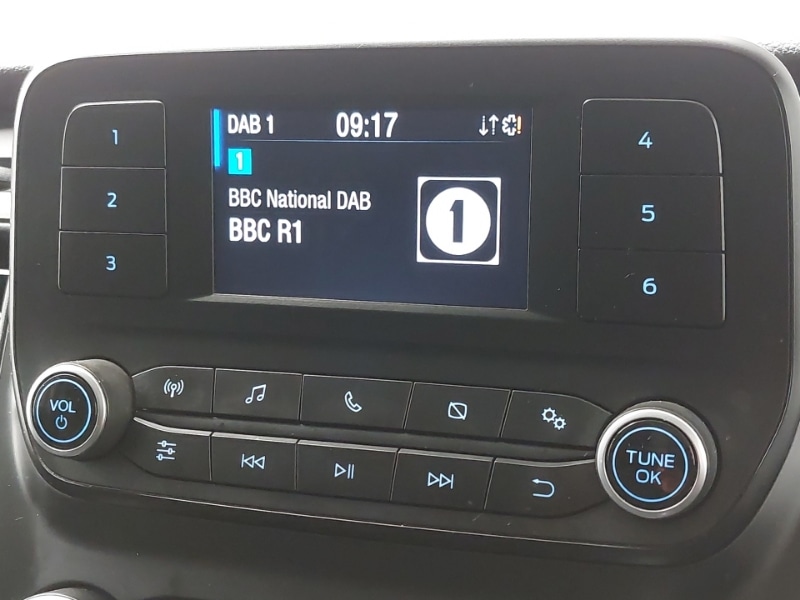 DAB 1 09:17
1
BBC National DAB
BBC R1
1
1
2
3
4
5
6
VOL
TUNE
OK